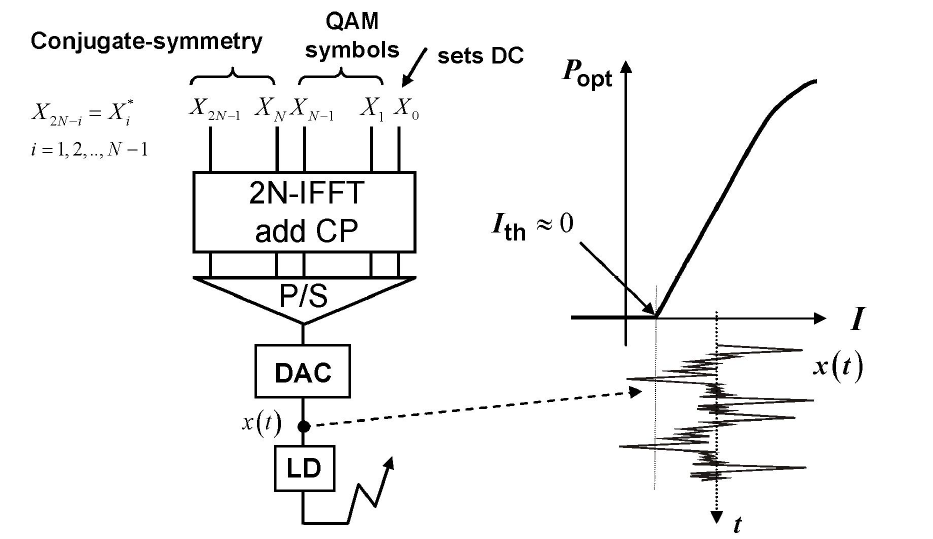 Conjugate-symmetry
QAM
symbols
sets DC
X_{2N-i} = X_i^*
i = 1, 2, .., N − 1
X_{2N-1} X_N X_{N-1} X_1 X_0
2N-IFFT
add CP
P/S
DAC
x(t)
LD
P_opt
I_th ≈ 0
I
x(t)
t